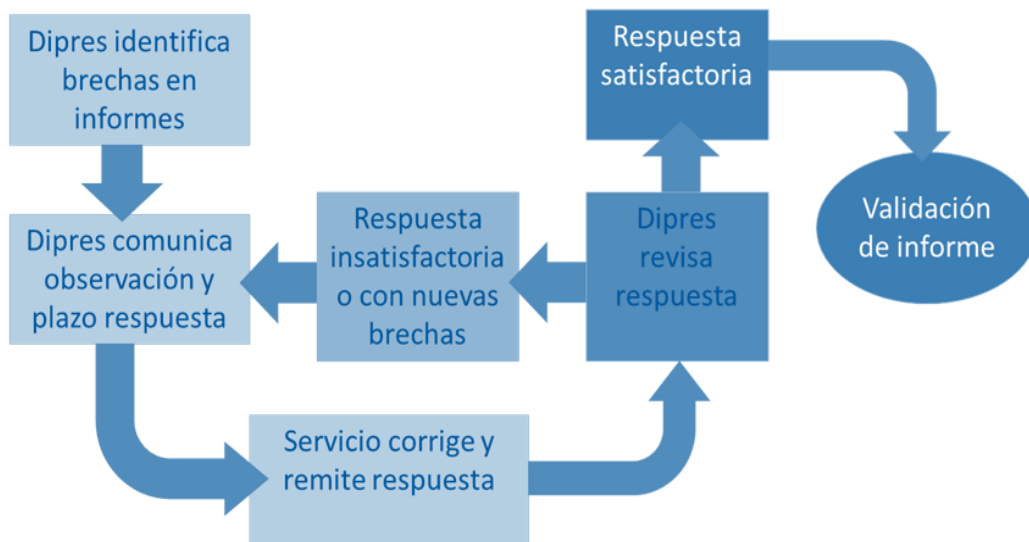 Dipres identifica
brechas en
informes
Dipres comunica
observación y
plazo respuesta
Servicio corrige y
remite respuesta
Dipres
revisa
respuesta
Respuesta
insatisfactoria
o con nuevas
brechas
Respuesta
satisfactoria
Validación
de informe